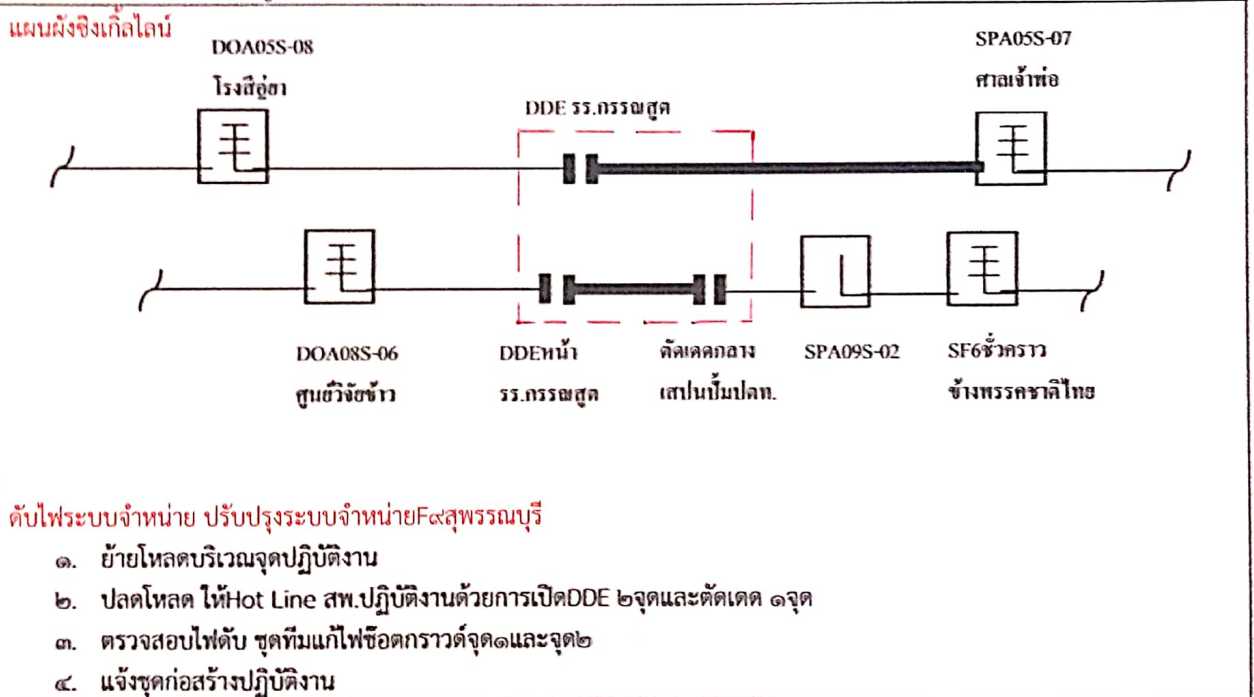 แผนผังซิงเกิ้ลไลน์
DOA05S-08
โรงสีอู่ยา
SPA05S-07
ศาลเจ้าพ่อ
DDE รร.กรรณสูต
DOA08S-06
ศูนย์วิจัยข้าว
DDEหน้า
รร.กรรณสูต
ตัดเดดกลาง
เสปนปั้มปตท.
SPA09S-02
SF6ชั่วคราว
ข้างพรรคชาติไทย
ดับไฟระบบจำหน่าย ปรับปรุงระบบจำหน่ายF๙สุพรรณบุรี
๑. ย้ายโหลดบริเวณจุดปฏิบัติงาน
๒. ปลดโหลด ให้Hot Line สพ.ปฏิบัติงานด้วยการเปิดDDE ๒จุดและตัดเดด ๑จุด
๓. ตรวจสอบไฟดับ ชุดทีมแก้ไฟช๊อตกราวด์จุด๑และจุด๒
๔. แจ้งชุดก่อสร้างปฏิบัติงาน